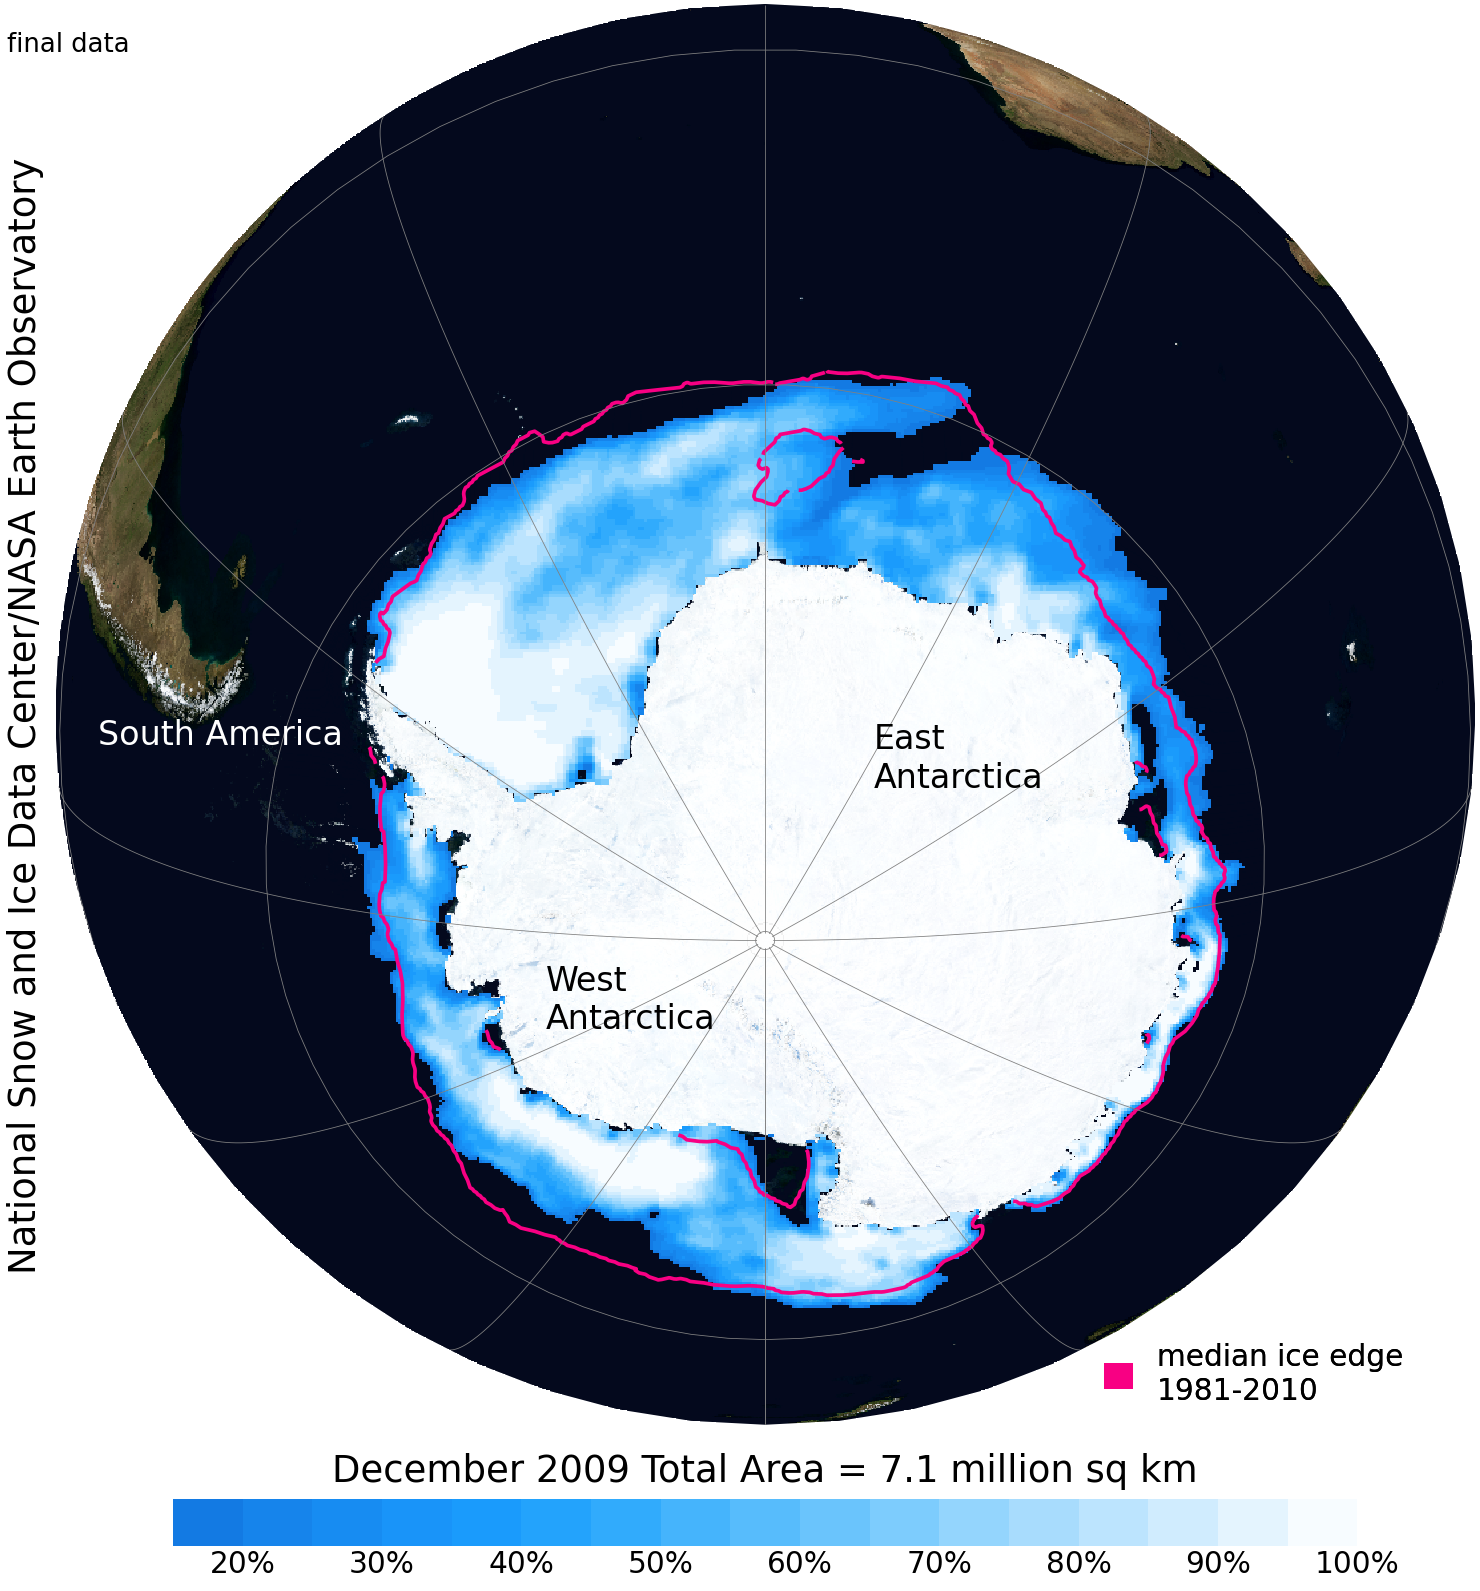 final data
National Snow and Ice Data Center/NASA Earth Observatory
South America
East
Antarctica
West
Antarctica
median ice edge
1981-2010
December 2009 Total Area = 7.1 million sq km
20% 30% 40% 50% 60% 70% 80% 90% 100%